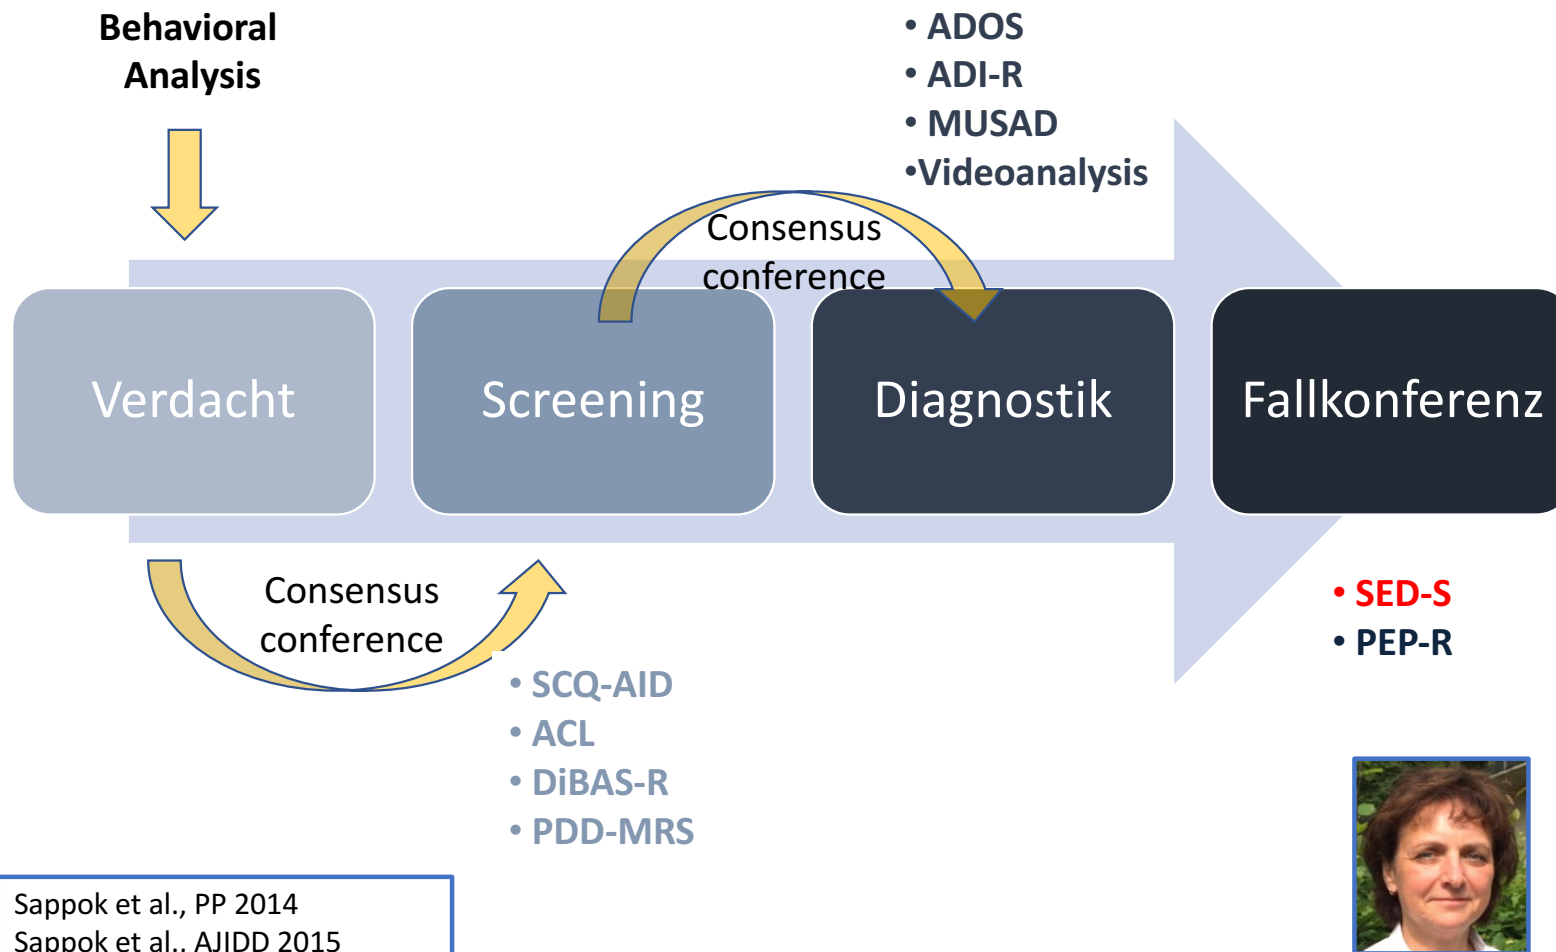 Behavioral
Analysis
• ADOS
• ADI-R
• MUSAD
•Videoanalysis
Consensus
conference
Verdacht
Screening
Diagnostik
Fallkonferenz
Consensus
conference
• SCQ-AID
• ACL
• DiBAS-R
• PDD-MRS
• SED-S
• PEP-R
Sappok et al., PP 2014
Sappok et al., AJIDD 2015